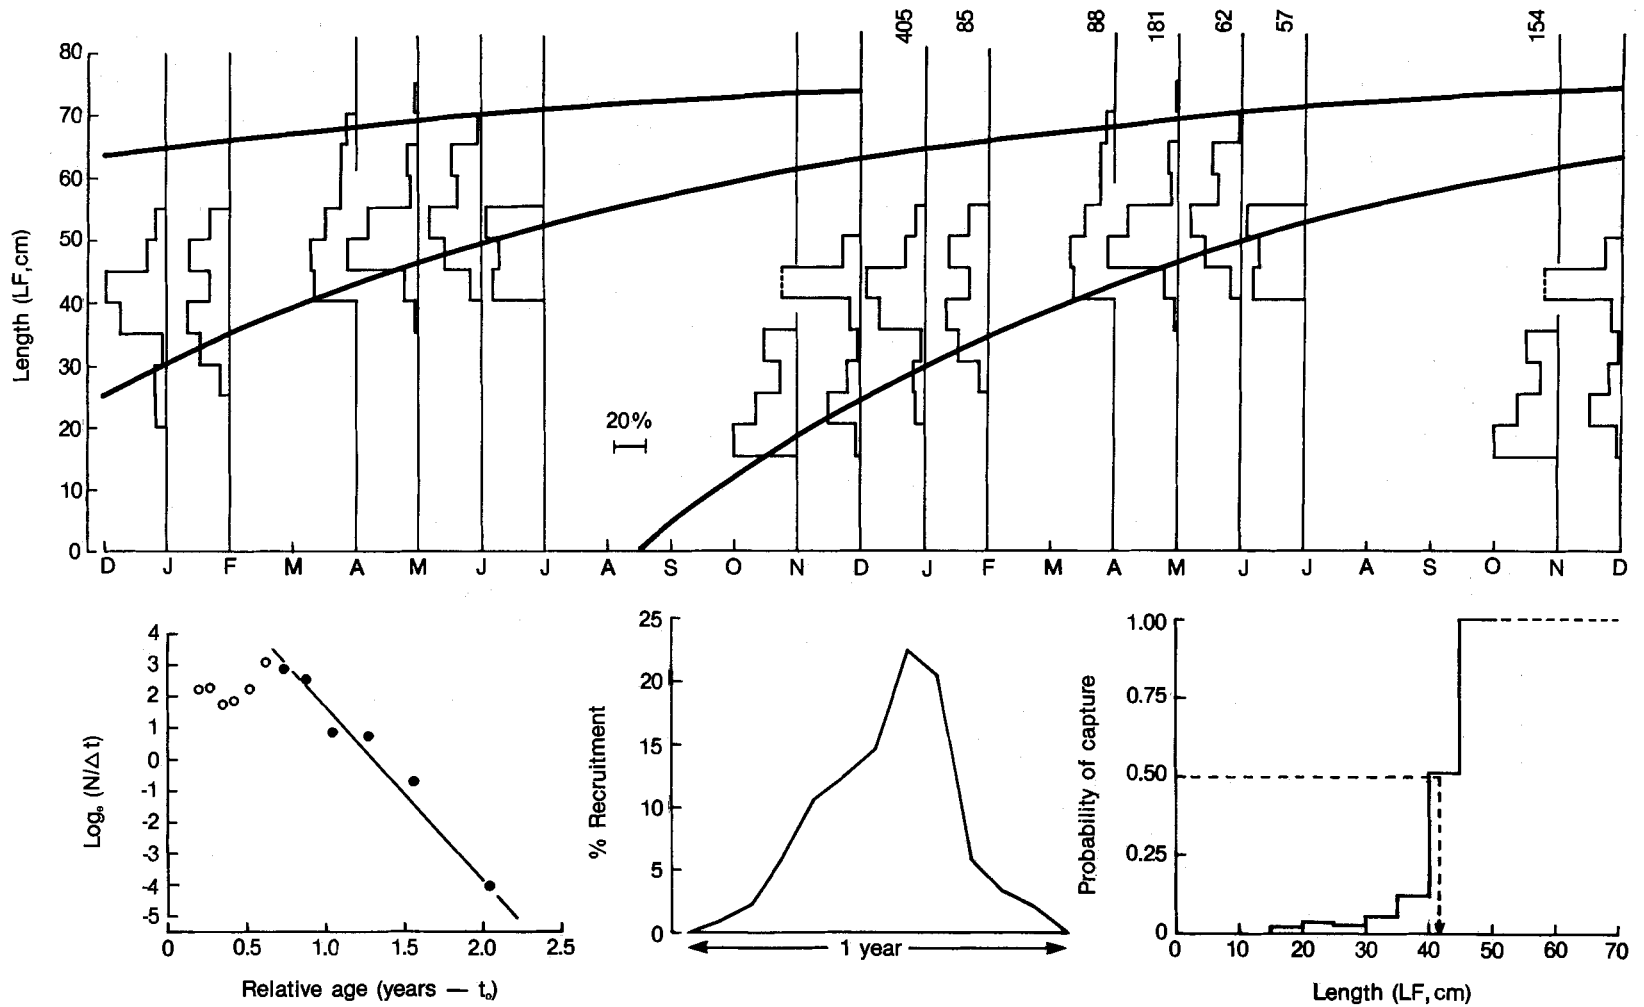 405 85 88 181 62 57 154
80
70
60
50
40
30
20
10
0
Length (LF, cm)
20%
D J F M A M J J A S O N D J F M A M J J A S O N D
4
3
2
1
0
-1
-2
-3
-4
-5
Logₑ (N/Δt)
0 0.5 1.0 1.5 2.0 2.5
Relative age (years — tₒ)
25
20
15
10
5
0
% Recruitment
1 year
1.00
0.75
0.50
0.25
0
Probability of capture
0 10 20 30 40 50 60 70
Length (LF, cm)